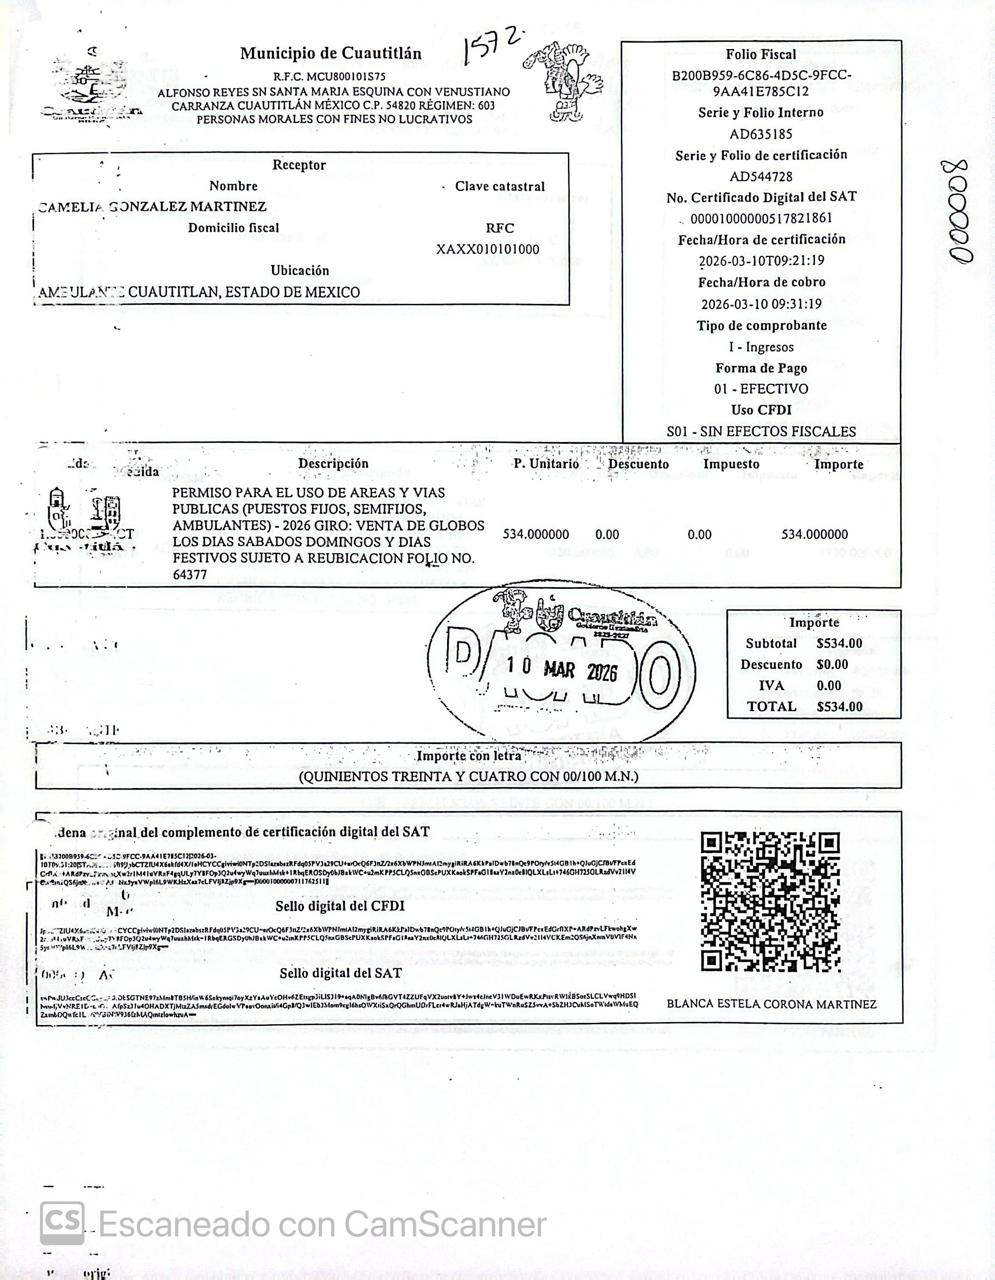 Municipio de Cuautitlán
R.F.C. MCU800101S75
ALFONSO REYES SN SANTA MARIA ESQUINA CON VENUSTIANO
CARRANZA CUAUTITLÁN MÉXICO C.P. 54820 RÉGIMEN: 603
PERSONAS MORALES CON FINES NO LUCRATIVOS
1572
Folio Fiscal
B200B959-6C86-4D5C-9FCC-
9AA41E785C12
Serie y Folio Interno
AD635185
Serie y Folio de certificación
AD544728
No. Certificado Digital del SAT
00001000000517821861
Fecha/Hora de certificación
2026-03-10T09:21:19
Fecha/Hora de cobro
2026-03-10 09:31:19
Tipo de comprobante
I - Ingresos
Forma de Pago
01 - EFECTIVO
Uso CFDI
S01 - SIN EFECTOS FISCALES
800000
Receptor
Nombre
Clave catastral
CAMELIA GONZALEZ MARTINEZ
Domicilio fiscal
RFC
XAXX010101000
Ubicación
AMBULANTE CUAUTITLAN, ESTADO DE MEXICO
Descripción P. Unitario Descuento Impuesto Importe
PERMISO PARA EL USO DE AREAS Y VIAS
PUBLICAS (PUESTOS FIJOS, SEMIFIJOS,
AMBULANTES) - 2026 GIRO: VENTA DE GLOBOS
LOS DIAS SABADOS DOMINGOS Y DIAS
FESTIVOS SUJETO A REUBICACION FOLIO NO.
64377
534.000000 0.00 0.00 534.000000
Cuautitlán
10 MAR 2026
Importe
Subtotal $534.00
Descuento $0.00
IVA 0.00
TOTAL $534.00
Importe con letra
(QUINIENTOS TREINTA Y CUATRO CON 00/100 M.N.)
del complemento de certificación digital del SAT
Sello digital del CFDI
Sello digital del SAT
BLANCA ESTELA CORONA MARTINEZ
CS Escaneado con CamScanner